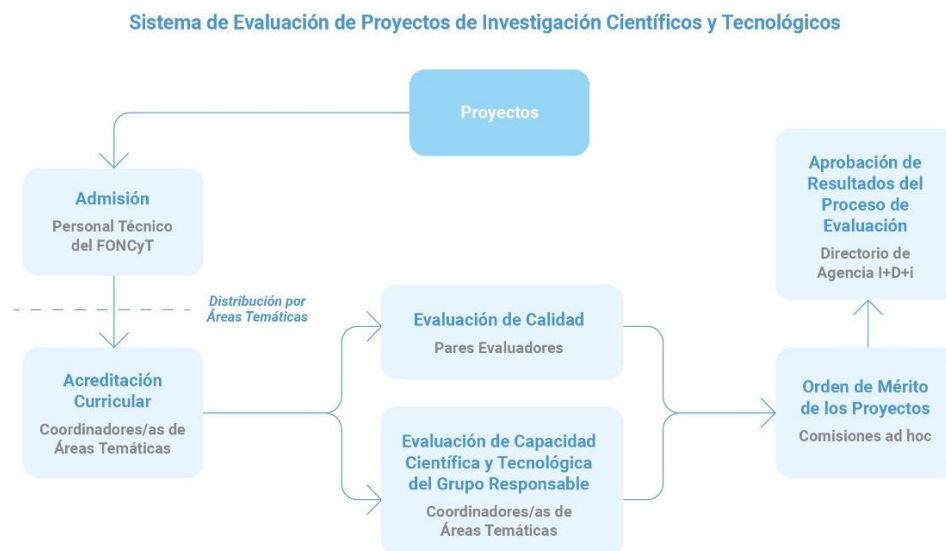 Sistema de Evaluación de Proyectos de Investigación Científicos y Tecnológicos
Proyectos
Admisión
Personal Técnico
del FONCyT
Distribución por
Áreas Temáticas
Acreditación
Curricular
Coordinadores/as de
Áreas Temáticas
Evaluación de Calidad
Pares Evaluadores
Evaluación de Capacidad
Científica y Tecnológica
del Grupo Responsable
Coordinadores/as de
Áreas Temáticas
Orden de Mérito
de los Proyectos
Comisiones ad hoc
Aprobación de
Resultados del
Proceso de
Evaluación
Directorio de
Agencia I+D+i